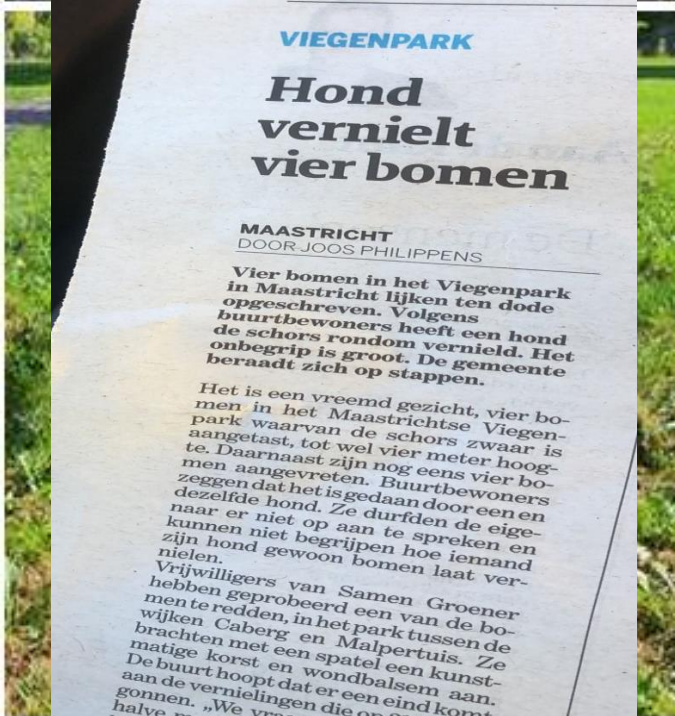 VIEGENPARK
Hond
vernielt
vier bomen
MAASTRICHT
DOOR JOOS PHILIPPENS
Vier bomen in het Viegenpark
in Maastricht lijken ten dode
opgeschreven. Volgens
buurtbewoners heeft een hond
de schors rondom vernield. Het
onbegrip is groot. De gemeente
beraadt zich op stappen.
Het is een vreemd gezicht, vier bo-
men in het Maastrichtse Viegen-
park waarvan de schors zwaar is
aangetast, tot wel vier meter hoog-
te. Daarnaast zijn nog eens vier bo-
men aangevreten. Buurtbewoners
zeggen dat het is gedaan door een en
dezelfde hond. Ze durfden de eige-
naar er niet op aan te spreken en
kunnen niet begrijpen hoe iemand
zijn hond gewoon bomen laat ver-
nielen.
Vrijwilligers van Samen Groener
hebben geprobeerd een van de bo-
men te redden, in het park tussen de
wijken Caberg en Malpertuis. Ze
brachten met een spatel een kunst-
matige korst en wondbalsem aan.
De buurt hoopt dat er een eind komt
aan de vernielingen die op
gonnen. „We
halve